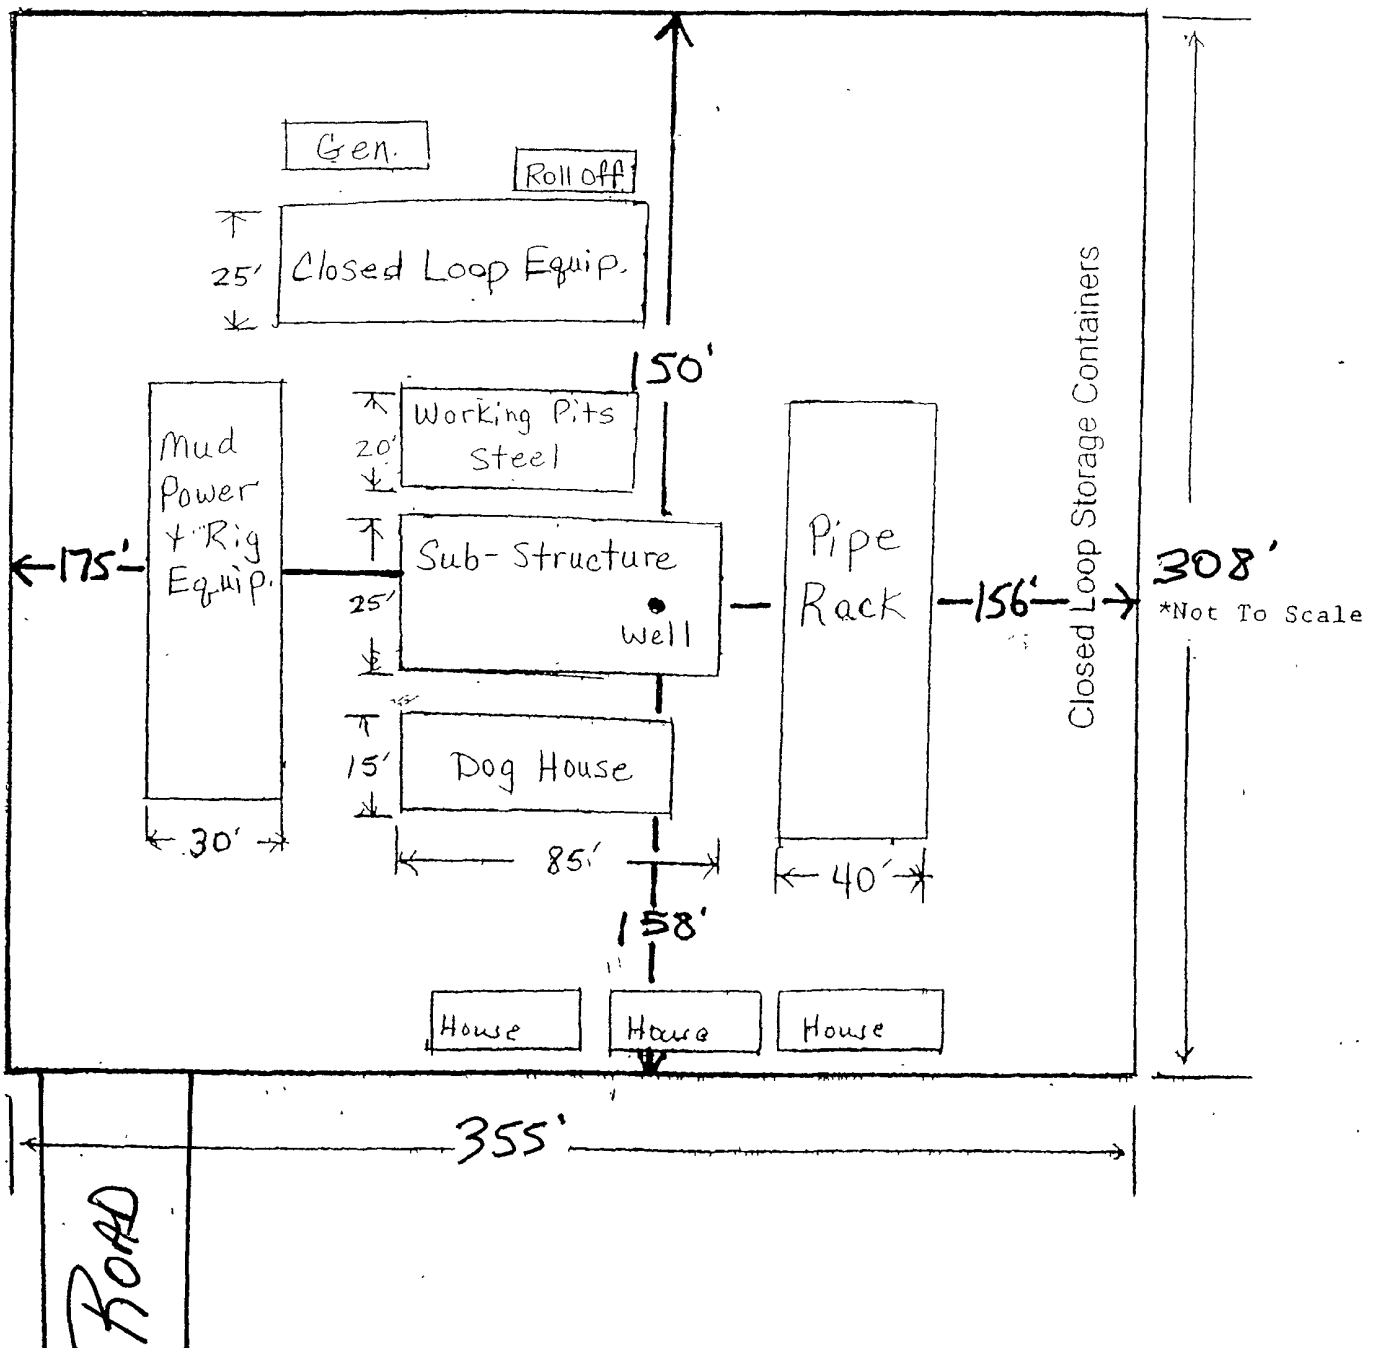 Gen.
Roll off
25'
Closed Loop Equip.
150'
Working Pits
Steel
20'
Mud
Power
+ Rig
Equip.
175'
Sub-Structure
25'
Well
Pipe
Rack
156'
Closed Loop Storage Containers
308'
*Not To Scale
15'
Dog House
30'
85'
40'
158'
House
House
House
355'
ROAD